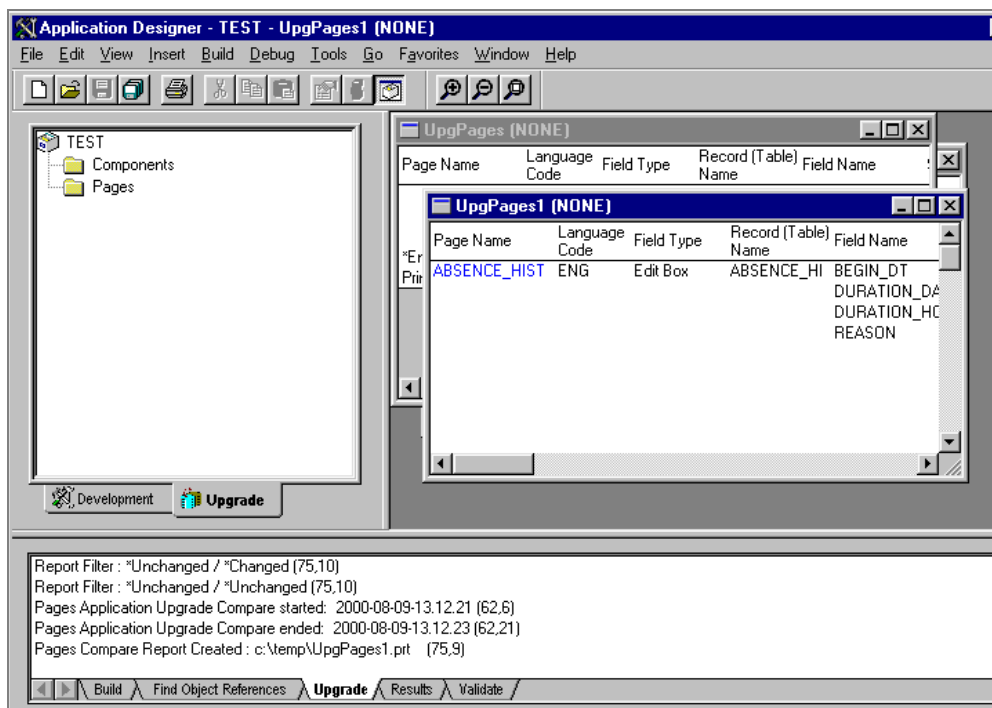 Application Designer - TEST - UpgPages1 (NONE)
File Edit View Insert Build Debug Tools Go Favorites Window Help
TEST
Components
Pages
Development Upgrade
UpgPages (NONE)
Page Name Language Code Field Type Record (Table) Name Field Name
*Er
Prir
UpgPages1 (NONE)
Page Name Language Code Field Type Record (Table) Name Field Name
ABSENCE_HIST ENG Edit Box ABSENCE_HI BEGIN_DT
DURATION_DA
DURATION_HO
REASON
Report Filter : *Unchanged / *Changed (75,10)
Report Filter : *Unchanged / *Unchanged (75,10)
Pages Application Upgrade Compare started: 2000-08-09-13.12.21 (62,6)
Pages Application Upgrade Compare ended: 2000-08-09-13.12.23 (62,21)
Pages Compare Report Created : c:\temp\UpgPages1.prt (75,9)
Build Find Object References Upgrade Results Validate